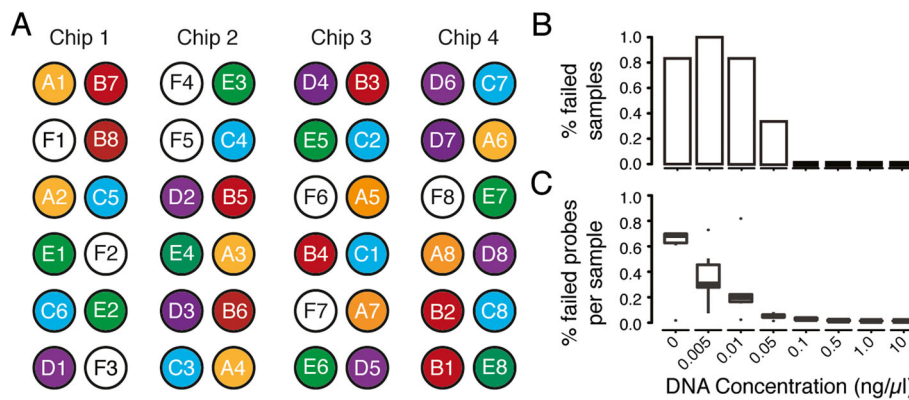 A
Chip 1 Chip 2 Chip 3 Chip 4
A1 B7 F4 E3 D4 B3 D6 C7
F1 B8 F5 C4 E5 C2 D7 A6
A2 C5 D2 B5 F6 A5 F8 E7
E1 F2 E4 A3 B4 C1 A8 D8
C6 E2 D3 B6 F7 A7 B2 C8
D1 F3 C3 A4 E6 D5 B1 E8
B
% failed
samples
1.0
0.8
0.6
0.4
0.2
0.0
C
% failed probes
per sample
1.0
0.8
0.6
0.4
0.2
0.0
0 0.005 0.01 0.05 0.1 0.5 1.0 10
DNA Concentration (ng/µl)